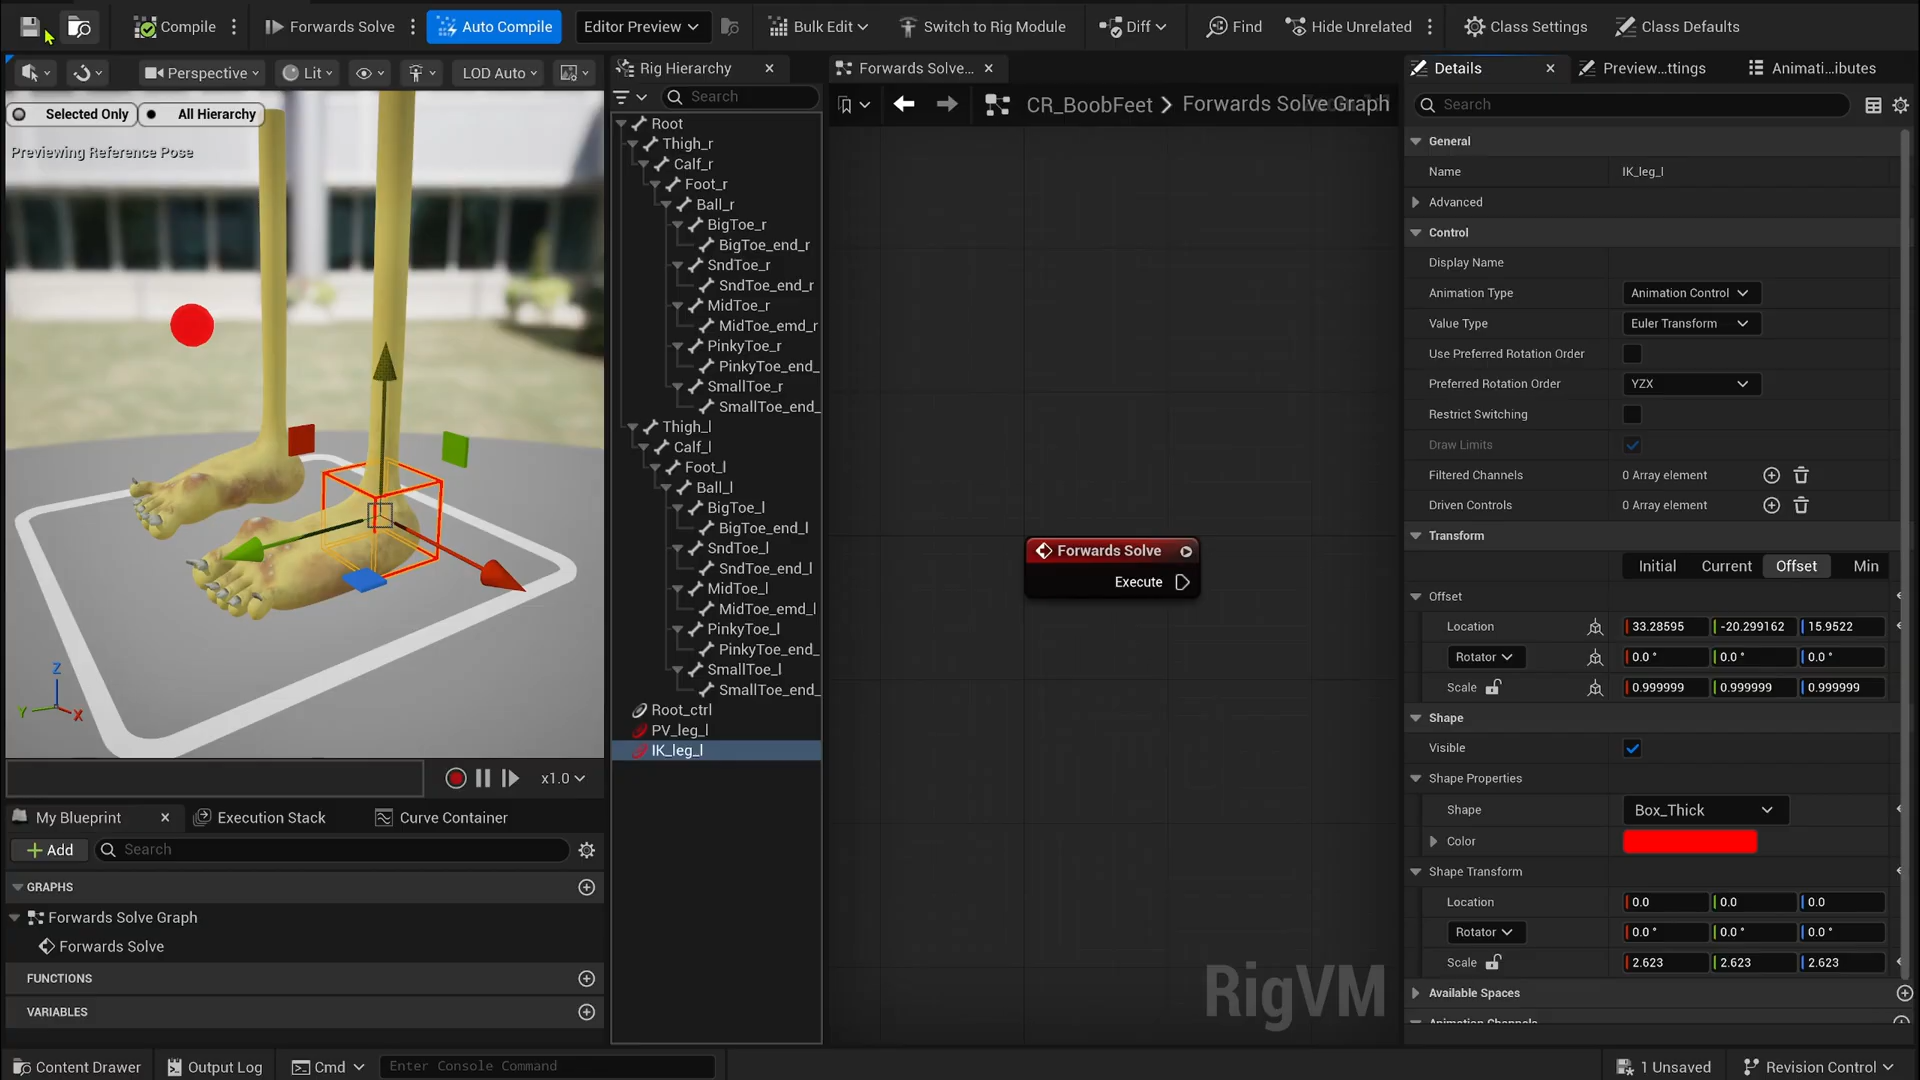 Compile
Forwards Solve
Auto Compile
Editor Preview
Bulk Edit
Switch to Rig Module
Diff
Find
Hide Unrelated
Class Settings
Class Defaults
Perspective
Lit
LOD Auto
Selected Only
All Hierarchy
Previewing Reference Pose
Z
Y
X
x1.0
My Blueprint
Execution Stack
Curve Container
Add
Search
GRAPHS
Forwards Solve Graph
Forwards Solve
FUNCTIONS
VARIABLES
Rig Hierarchy
Search
Root
Thigh_r
Calf_r
Foot_r
Ball_r
BigToe_r
BigToe_end_r
SndToe_r
SndToe_end_r
MidToe_r
MidToe_emd_r
PinkyToe_r
PinkyToe_end_
SmallToe_r
SmallToe_end_
Thigh_l
Calf_l
Foot_l
Ball_l
BigToe_l
BigToe_end_l
SndToe_l
SndToe_end_l
MidToe_l
MidToe_emd_l
PinkyToe_l
PinkyToe_end_
SmallToe_l
SmallToe_end_
Root_ctrl
PV_leg_l
IK_leg_l
Forwards Solve...
CR_BoobFeet > Forwards Solve Graph
Forwards Solve
Execute
RigVM
Details
Preview...ttings
Animati...ibutes
Search
General
Name IK_leg_l
Advanced
Control
Display Name
Animation Type Animation Control
Value Type Euler Transform
Use Preferred Rotation Order
Preferred Rotation Order YZX
Restrict Switching
Draw Limits
Filtered Channels 0 Array element
Driven Controls 0 Array element
Transform
Initial Current Offset Min
Offset
Location 33.28595 -20.299162 15.9522
Rotator 0.0 ° 0.0 ° 0.0 °
Scale 0.999999 0.999999 0.999999
Shape
Visible
Shape Properties
Shape Box_Thick
Color
Shape Transform
Location 0.0 0.0 0.0
Rotator 0.0 ° 0.0 ° 0.0 °
Scale 2.623 2.623 2.623
Available Spaces
Animation Channels
Content Drawer
Output Log
Cmd
Enter Console Command
1 Unsaved
Revision Control